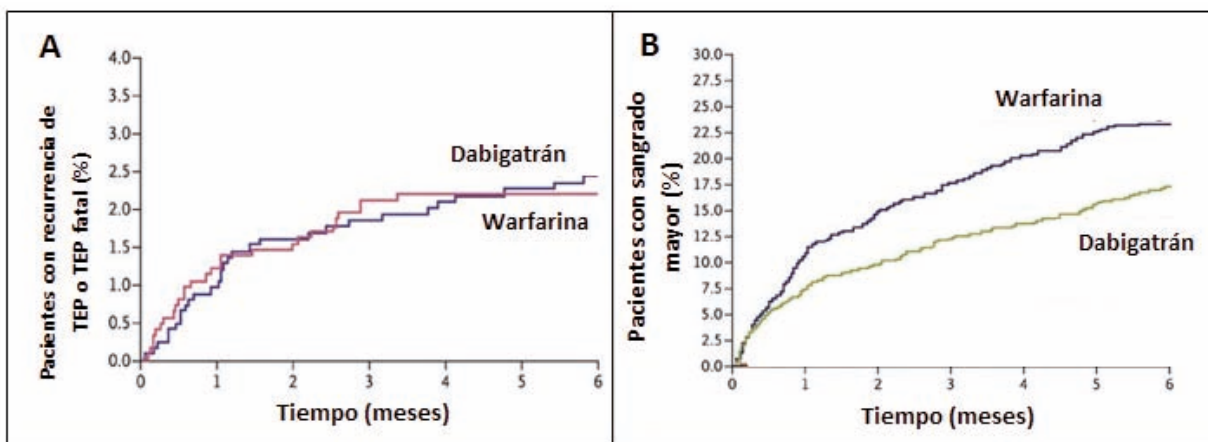 A
Pacientes con recurrencia de
TEP o TEP fatal (%)
4.0
3.5
3.0
2.5
2.0
1.5
1.0
0.5
0.0
Dabigatrán
Warfarina
0 1 2 3 4 5 6
Tiempo (meses)
B
Pacientes con sangrado
mayor (%)
30.0
27.5
25.0
22.5
20.0
17.5
15.0
12.5
10.0
7.5
5.0
2.5
0.0
Warfarina
Dabigatrán
0 1 2 3 4 5 6
Tiempo (meses)